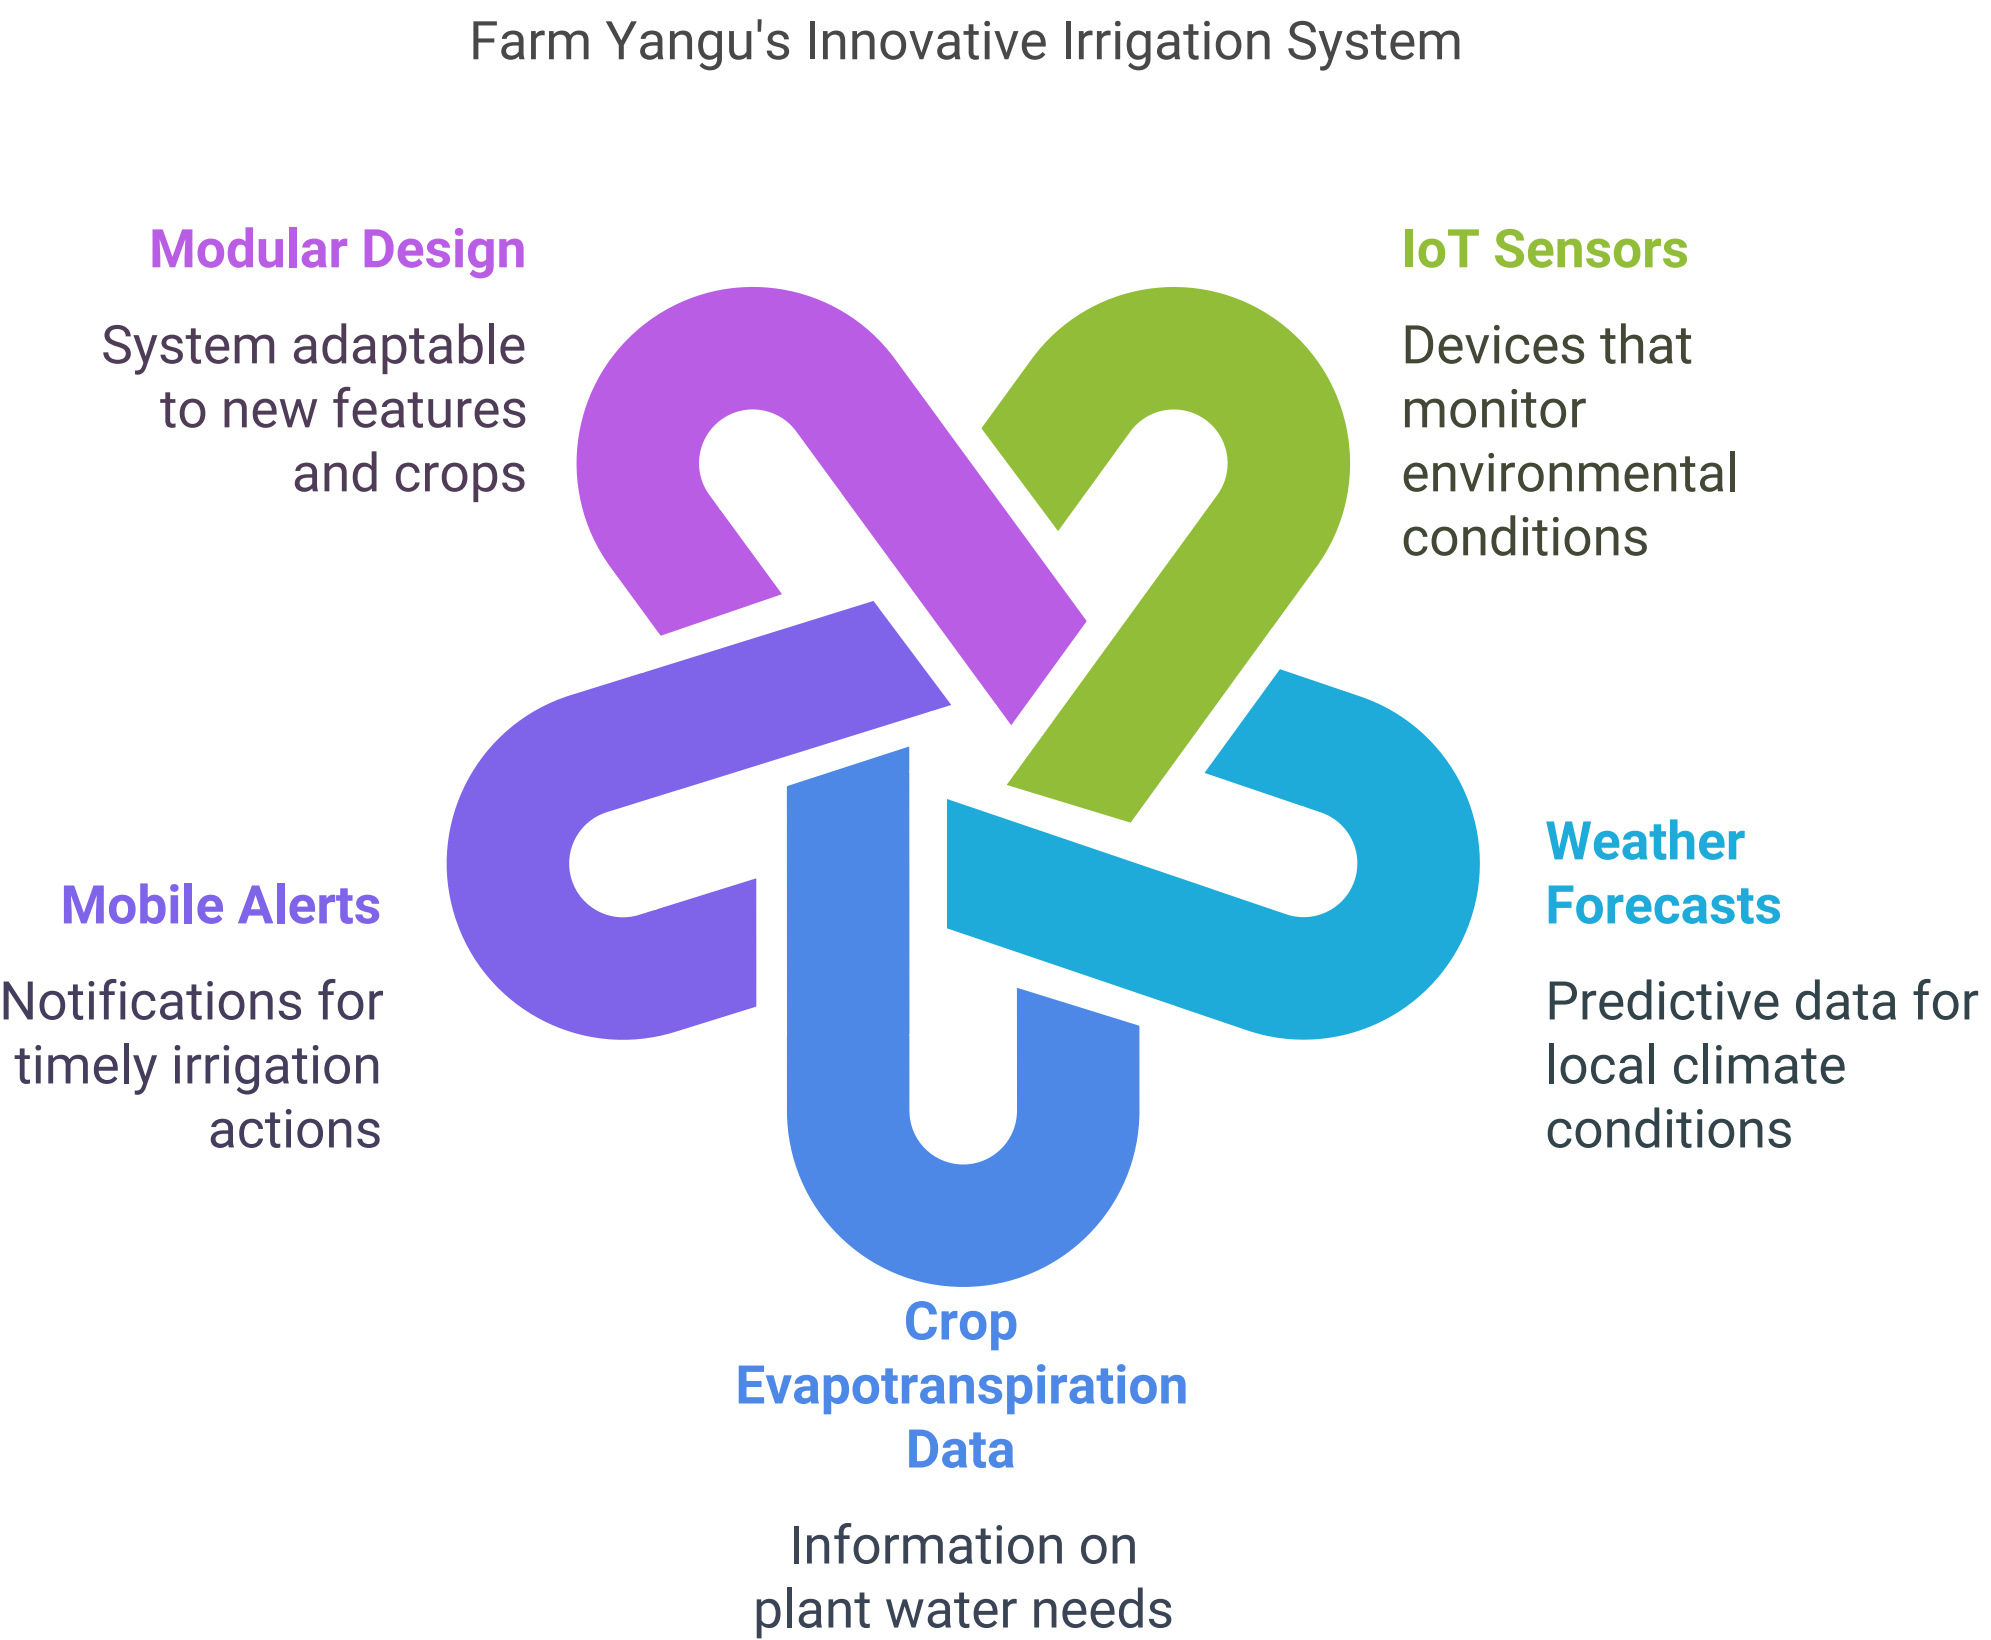 Farm Yangu's Innovative Irrigation System
Modular Design
System adaptable
to new features
and crops
IoT Sensors
Devices that
monitor
environmental
conditions
Mobile Alerts
Notifications for
timely irrigation
actions
Weather
Forecasts
Predictive data for
local climate
conditions
Crop
Evapotranspiration
Data
Information on
plant water needs